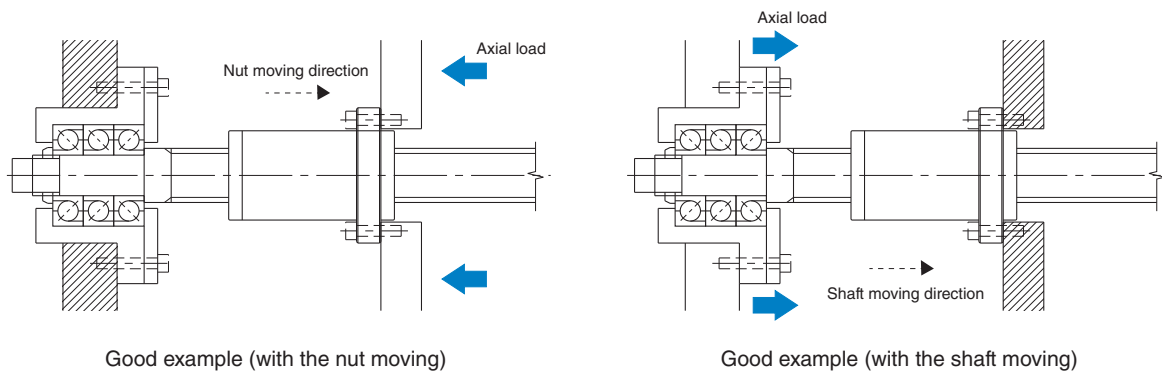 Axial load
Nut moving direction
Good example (with the nut moving)
Axial load
Shaft moving direction
Good example (with the shaft moving)